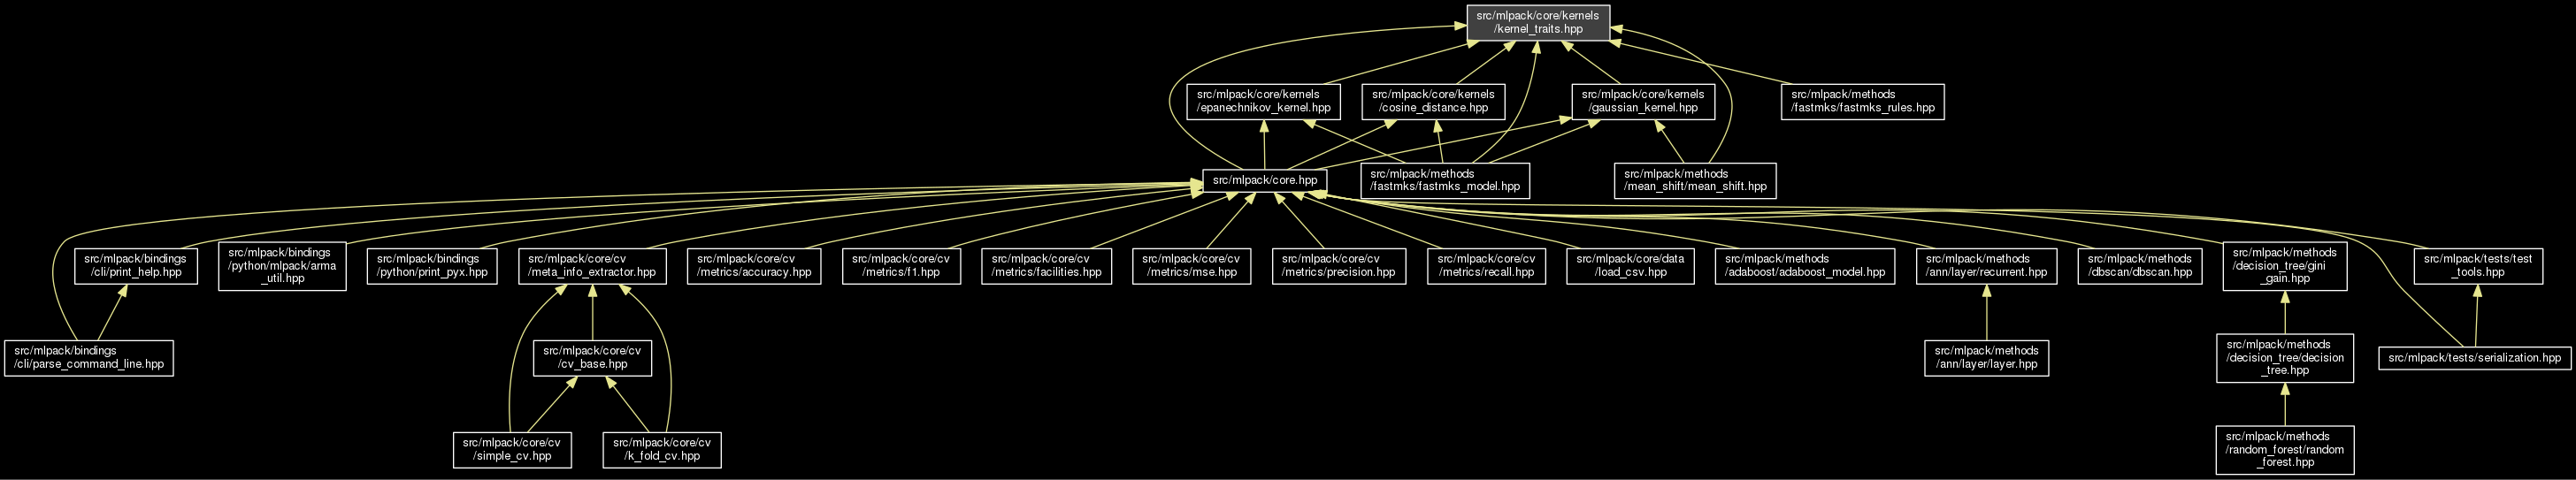 src/mlpack/core/kernels
/kernel_traits.hpp
src/mlpack/core/kernels
/epanechnikov_kernel.hpp
src/mlpack/core/kernels
/cosine_distance.hpp
src/mlpack/core/kernels
/gaussian_kernel.hpp
src/mlpack/methods
/fastmks/fastmks_rules.hpp
src/mlpack/core.hpp
src/mlpack/methods
/fastmks/fastmks_model.hpp
src/mlpack/methods
/mean_shift/mean_shift.hpp
src/mlpack/bindings
/cli/print_help.hpp
src/mlpack/bindings
/python/mlpack/arma
_util.hpp
src/mlpack/bindings
/python/print_pyx.hpp
src/mlpack/core/cv
/meta_info_extractor.hpp
src/mlpack/core/cv
/metrics/accuracy.hpp
src/mlpack/core/cv
/metrics/f1.hpp
src/mlpack/core/cv
/metrics/facilities.hpp
src/mlpack/core/cv
/metrics/mse.hpp
src/mlpack/core/cv
/metrics/precision.hpp
src/mlpack/core/cv
/metrics/recall.hpp
src/mlpack/core/data
/load_csv.hpp
src/mlpack/methods
/adaboost/adaboost_model.hpp
src/mlpack/methods
/ann/layer/recurrent.hpp
src/mlpack/methods
/dbscan/dbscan.hpp
src/mlpack/methods
/decision_tree/gini
_gain.hpp
src/mlpack/tests/test
_tools.hpp
src/mlpack/bindings
/cli/parse_command_line.hpp
src/mlpack/core/cv
/cv_base.hpp
src/mlpack/methods
/ann/layer/layer.hpp
src/mlpack/methods
/decision_tree/decision
_tree.hpp
src/mlpack/tests/serialization.hpp
src/mlpack/core/cv
/simple_cv.hpp
src/mlpack/core/cv
/k_fold_cv.hpp
src/mlpack/methods
/random_forest/random
_forest.hpp